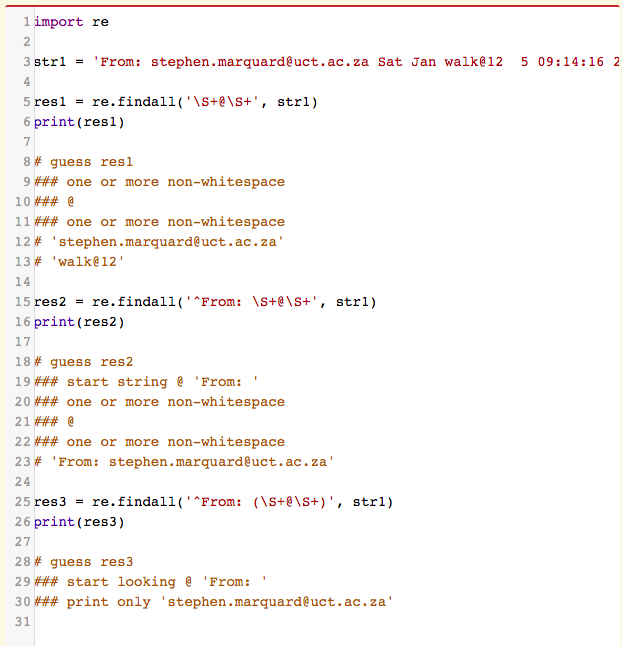 1 import re
2
3 str1 = 'From: stephen.marquard@uct.ac.za Sat Jan walk@12  5 09:14:16 2
4
5 res1 = re.findall('\S+@\S+', str1)
6 print(res1)
7
8 # guess res1
9 ### one or more non-whitespace
10 ### @
11 ### one or more non-whitespace
12 # 'stephen.marquard@uct.ac.za'
13 # 'walk@12'
14
15 res2 = re.findall('^From: \S+@\S+', str1)
16 print(res2)
17
18 # guess res2
19 ### start string @ 'From: '
20 ### one or more non-whitespace
21 ### @
22 ### one or more non-whitespace
23 # 'From: stephen.marquard@uct.ac.za'
24
25 res3 = re.findall('^From: (\S+@\S+)', str1)
26 print(res3)
27
28 # guess res3
29 ### start looking @ 'From: '
30 ### print only 'stephen.marquard@uct.ac.za'
31